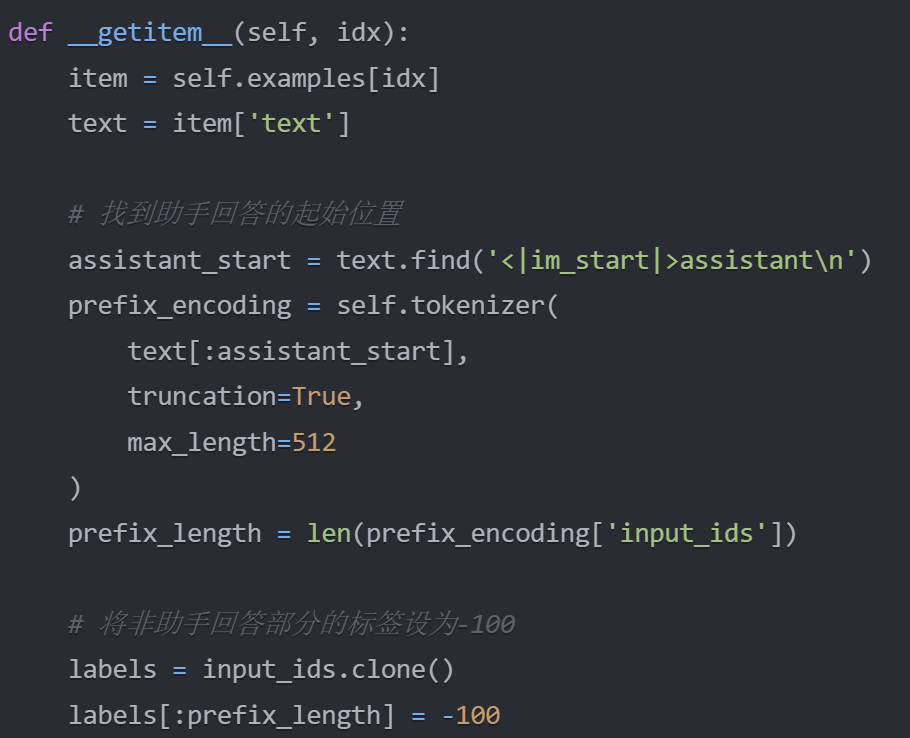 def __getitem__(self, idx):
    item = self.examples[idx]
    text = item['text']

    # 找到助手回答的起始位置
    assistant_start = text.find('<|im_start|>assistant\n')
    prefix_encoding = self.tokenizer(
        text[:assistant_start],
        truncation=True,
        max_length=512
    )
    prefix_length = len(prefix_encoding['input_ids'])

    # 将非助手回答部分的标签设为-100
    labels = input_ids.clone()
    labels[:prefix_length] = -100